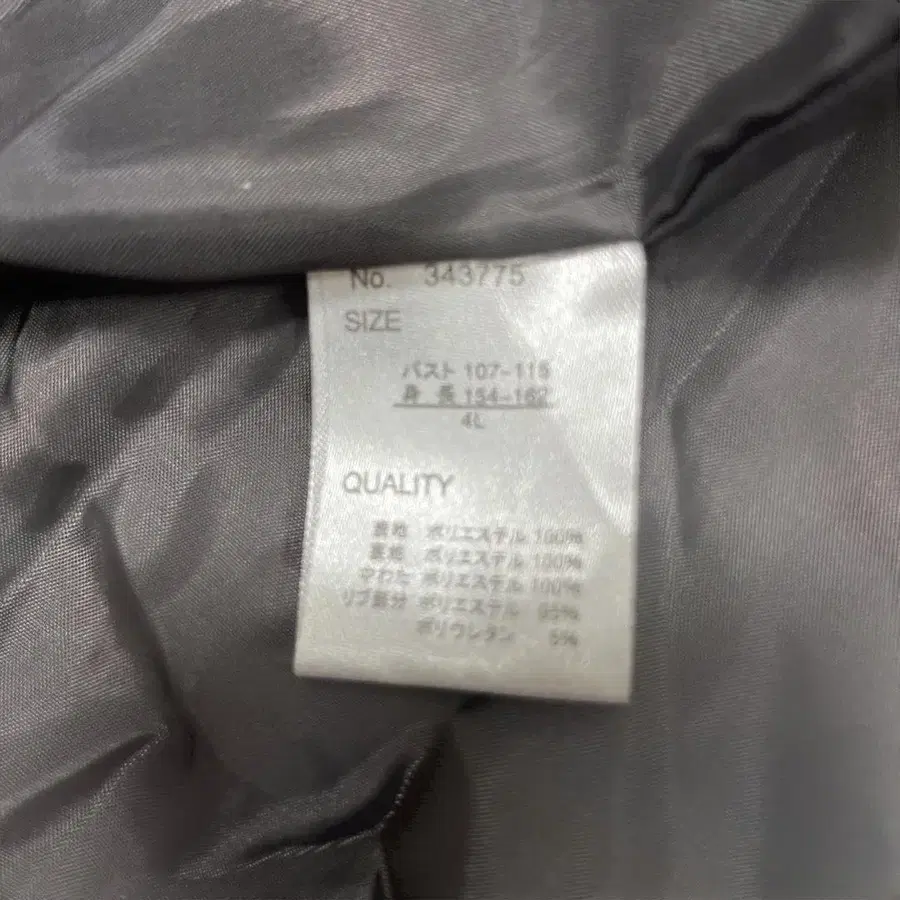 No. 343775
SIZE
バスト 107-115
身長 154-162
4L
QUALITY
表地 ポリエステル 100%
裏地 ポリエステル 100%
中わた ポリエステル 100%
リブ部分 ポリエステル 95%
ポリウレタン 5%